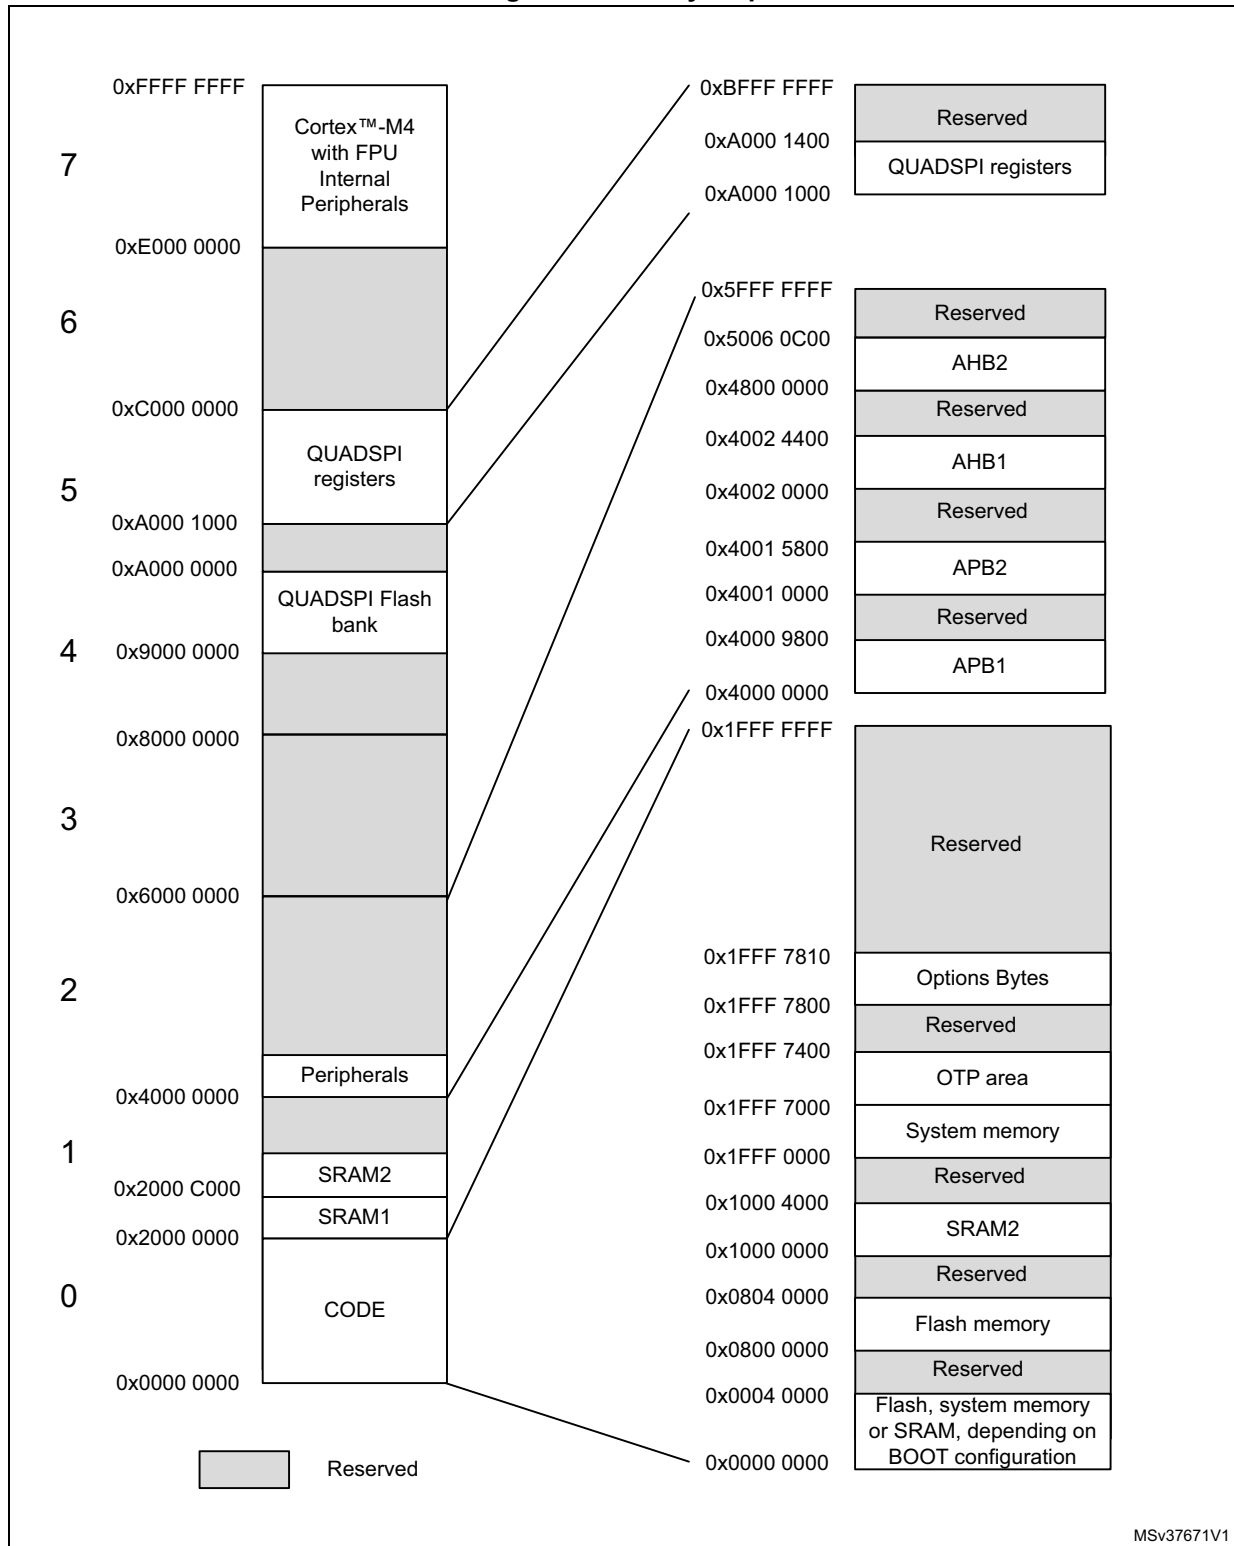 0xFFFF FFFF
Cortex™-M4
with FPU
Internal
Peripherals
7
0xE000 0000
6
0xC000 0000
QUADSPI
registers
5
0xA000 1000
0xA000 0000
QUADSPI Flash
bank
4
0x9000 0000
0x8000 0000
3
0x6000 0000
2
Peripherals
0x4000 0000
1
SRAM2
0x2000 C000
SRAM1
0x2000 0000
0
CODE
0x0000 0000
Reserved
0xBFFF FFFF
Reserved
0xA000 1400
QUADSPI registers
0xA000 1000
0x5FFF FFFF
Reserved
0x5006 0C00
AHB2
0x4800 0000
Reserved
0x4002 4400
AHB1
0x4002 0000
Reserved
0x4001 5800
APB2
0x4001 0000
Reserved
0x4000 9800
APB1
0x4000 0000
0x1FFF FFFF
Reserved
0x1FFF 7810
Options Bytes
0x1FFF 7800
Reserved
0x1FFF 7400
OTP area
0x1FFF 7000
System memory
0x1FFF 0000
Reserved
0x1000 4000
SRAM2
0x1000 0000
Reserved
0x0804 0000
Flash memory
0x0800 0000
Reserved
0x0004 0000
Flash, system memory
or SRAM, depending on
BOOT configuration
0x0000 0000
MSv37671V1